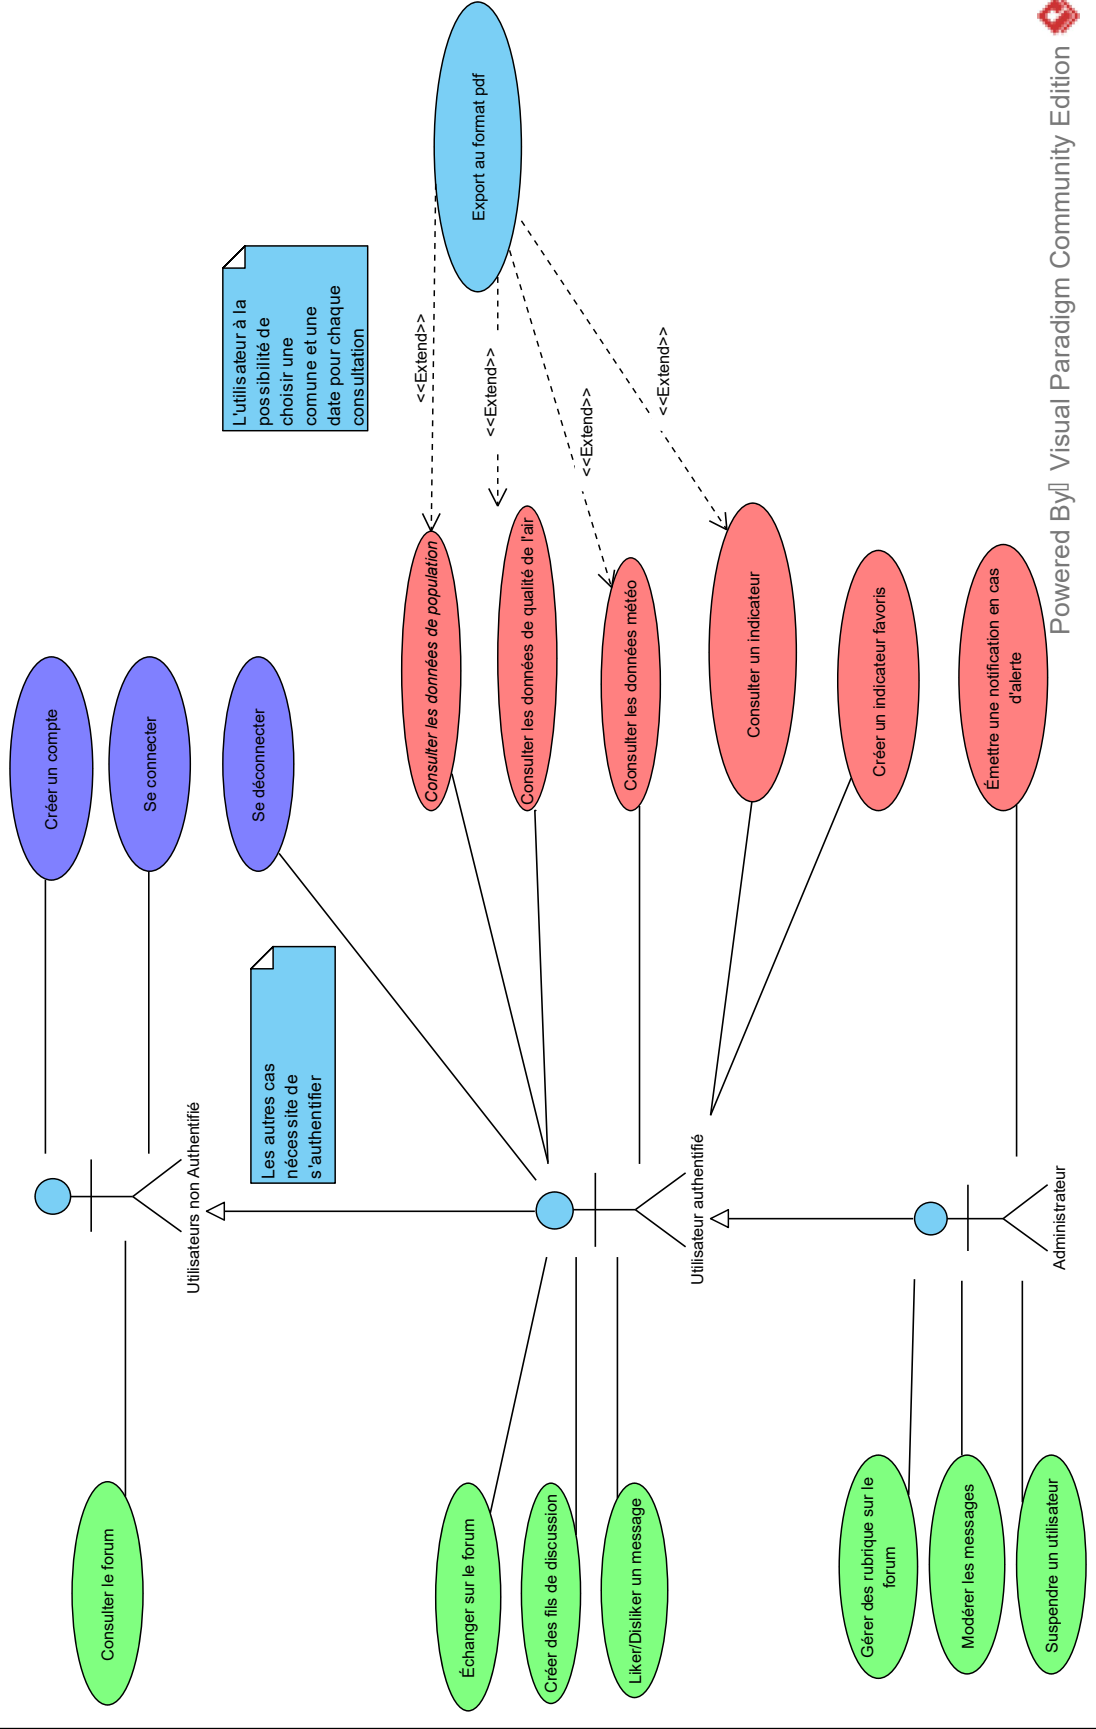 Consulter le forum
Créer un compte
Se connecter
Utilisateurs non Authentifié
Se déconnecter
Les autres cas
nécessite de
s'authentifier
L'utilisateur à la
possibilité de
choisir une
comune et une
date pour chaque
consultation
Échanger sur le forum
Créer des fils de discussion
Liker/Disliker un message
Utilisateur authentifié
Consulter les données de population
Consulter les données de qualité de l'air
Consulter les données météo
Consulter un indicateur
Créer un indicateur favoris
<<Extend>>
<<Extend>>
<<Extend>>
<<Extend>>
Export au format pdf
Gérer des rubrique sur le
forum
Modérer les messages
Suspendre un utilisateur
Administrateur
Émettre une notification en cas
d'alerte
Powered By Visual Paradigm Community Edition